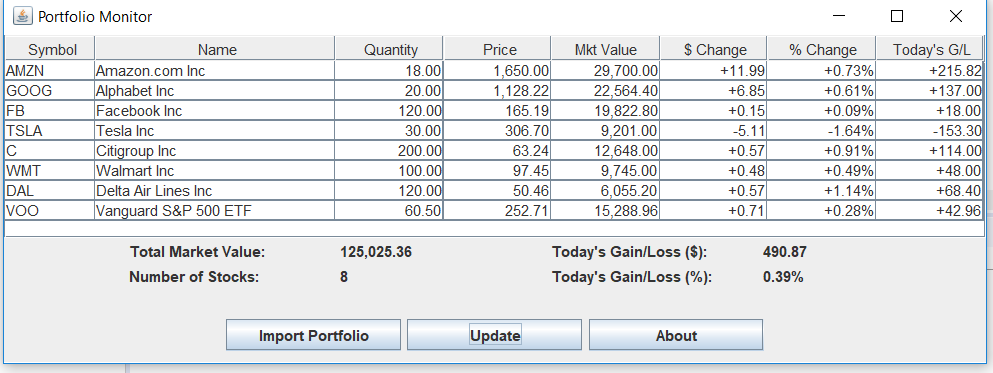 Portfolio Monitor
Symbol Name Quantity Price Mkt Value $ Change % Change Today's G/L
AMZN Amazon.com Inc 18.00 1,650.00 29,700.00 +11.99 +0.73% +215.82
GOOG Alphabet Inc 20.00 1,128.22 22,564.40 +6.85 +0.61% +137.00
FB Facebook Inc 120.00 165.19 19,822.80 +0.15 +0.09% +18.00
TSLA Tesla Inc 30.00 306.70 9,201.00 -5.11 -1.64% -153.30
C Citigroup Inc 200.00 63.24 12,648.00 +0.57 +0.91% +114.00
WMT Walmart Inc 100.00 97.45 9,745.00 +0.48 +0.49% +48.00
DAL Delta Air Lines Inc 120.00 50.46 6,055.20 +0.57 +1.14% +68.40
VOO Vanguard S&P 500 ETF 60.50 252.71 15,288.96 +0.71 +0.28% +42.96
Total Market Value: 125,025.36 Today's Gain/Loss ($): 490.87
Number of Stocks: 8 Today's Gain/Loss (%): 0.39%
Import Portfolio Update About